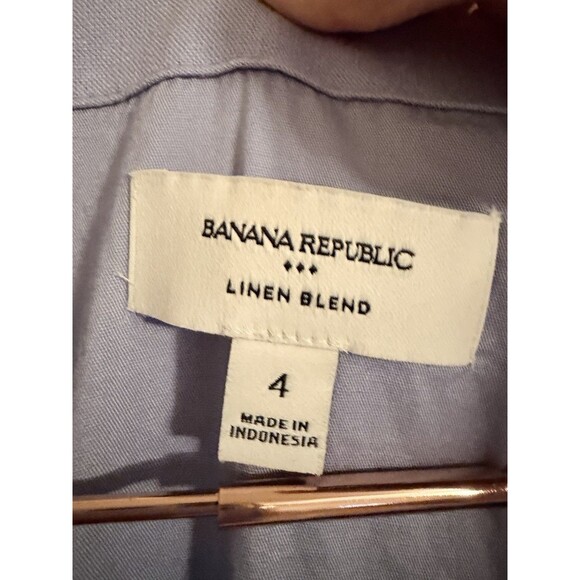 BANANA REPUBLIC
LINEN BLEND
4
MADE IN
INDONESIA